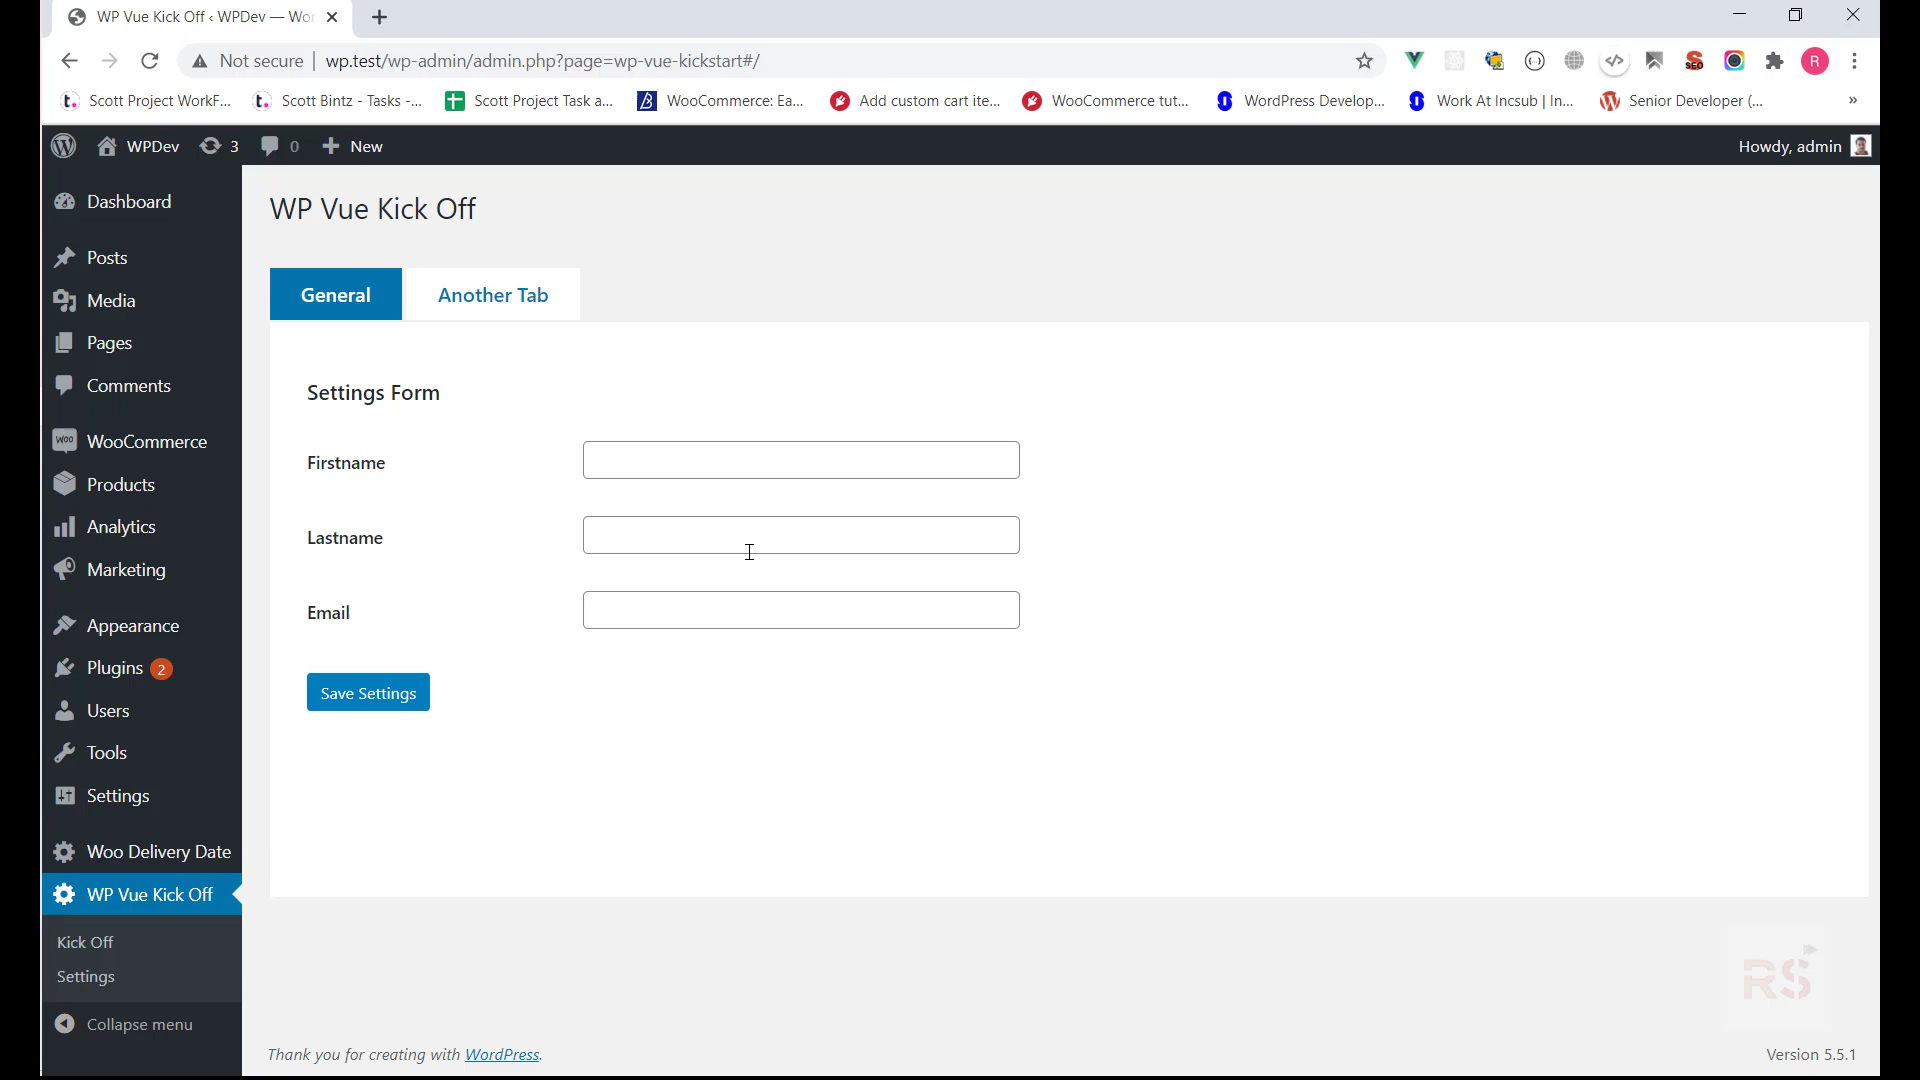 WP Vue Kick Off ‹ WPDev — Wor
Not secure | wp.test/wp-admin/admin.php?page=wp-vue-kickstart#/
R
Scott Project WorkF... Scott Bintz - Tasks -... Scott Project Task a... WooCommerce: Ea... Add custom cart ite... WooCommerce tut... WordPress Develop... Work At Incsub | In... Senior Developer (... »
WPDev 3 0 New Howdy, admin
Dashboard
Posts
Media
Pages
Comments
WooCommerce
Products
Analytics
Marketing
Appearance
Plugins 2
Users
Tools
Settings
Woo Delivery Date
WP Vue Kick Off
Kick Off
Settings
Collapse menu
WP Vue Kick Off
General Another Tab
Settings Form
Firstname
Lastname
Email
Save Settings
RS
Thank you for creating with WordPress.
Version 5.5.1